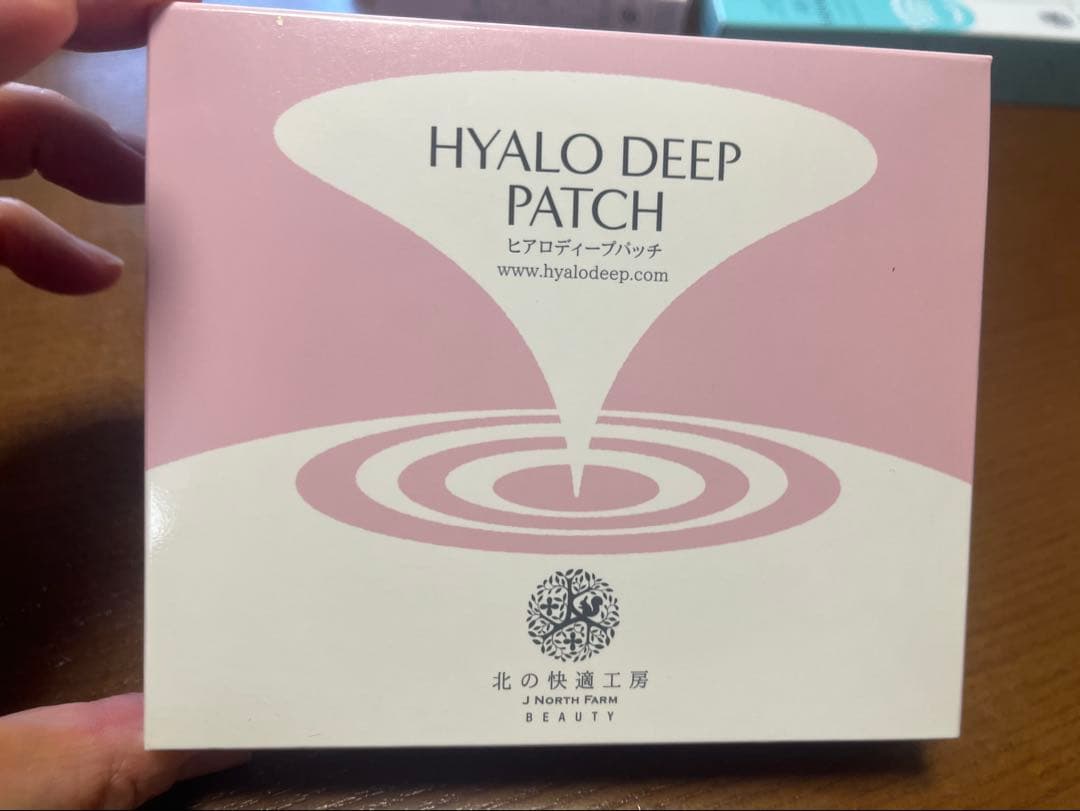 HYALO DEEP
PATCH
ヒアロディープパッチ
www.hyalodeep.com
北の快適工房
J NORTH FARM
BEAUTY